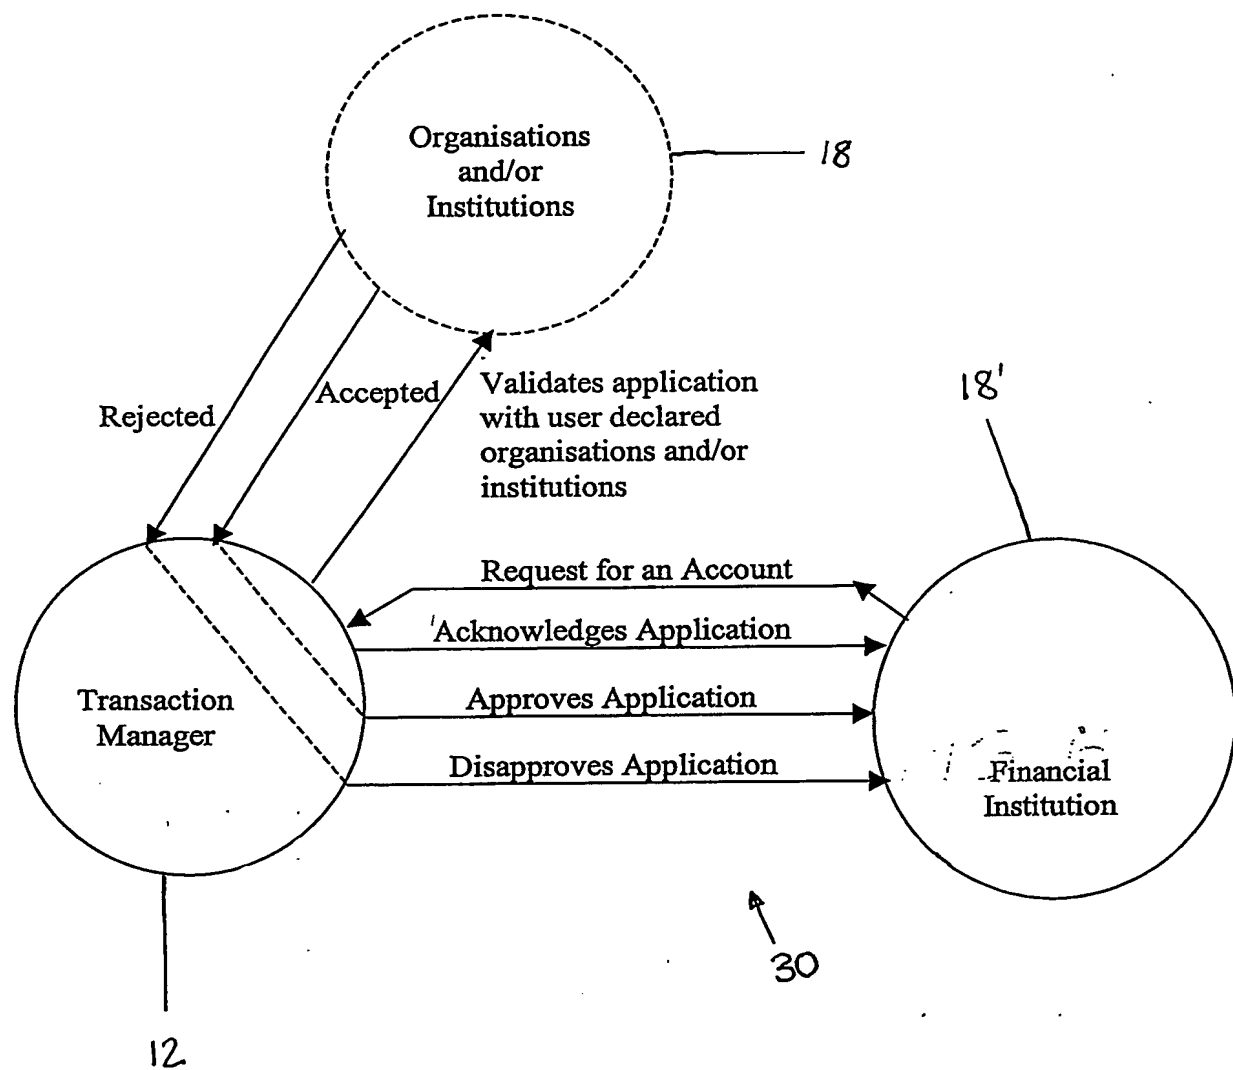 Organisations
and/or
Institutions
18
Rejected
Accepted
Validates application
with user declared
organisations and/or
institutions
18'
Request for an Account
Acknowledges Application
Approves Application
Disapproves Application
Transaction
Manager
Financial
Institution
30
12